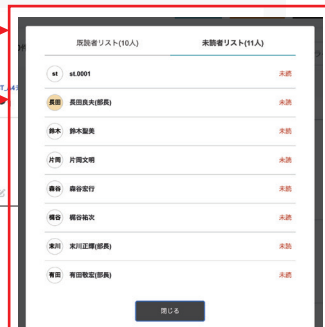 既読者リスト(10人) 未読者リスト(11人)
st st.0001 未読
長田 長田良夫(部長) 未読
鈴木 鈴木聖美 未読
片岡 片岡文明 未読
森谷 森谷宏行 未読
梶谷 梶谷祐次 未読
末川 末川正輝(部長) 未読
有田 有田敬宏(部長) 未読
閉じる